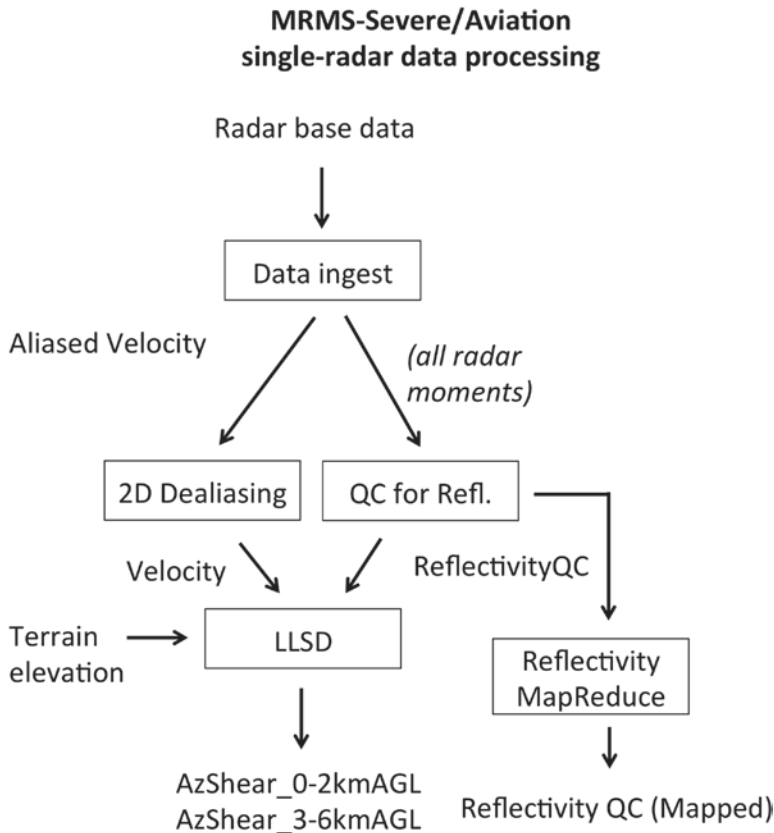 MRMS-Severe/Aviation
single-radar data processing
Radar base data
Data ingest
Aliased Velocity
(all radar
moments)
2D Dealiasing
QC for Refl.
Velocity
ReflectivityQC
Terrain
elevation
LLSD
Reflectivity
MapReduce
AzShear_0-2kmAGL
AzShear_3-6kmAGL
Reflectivity QC (Mapped)